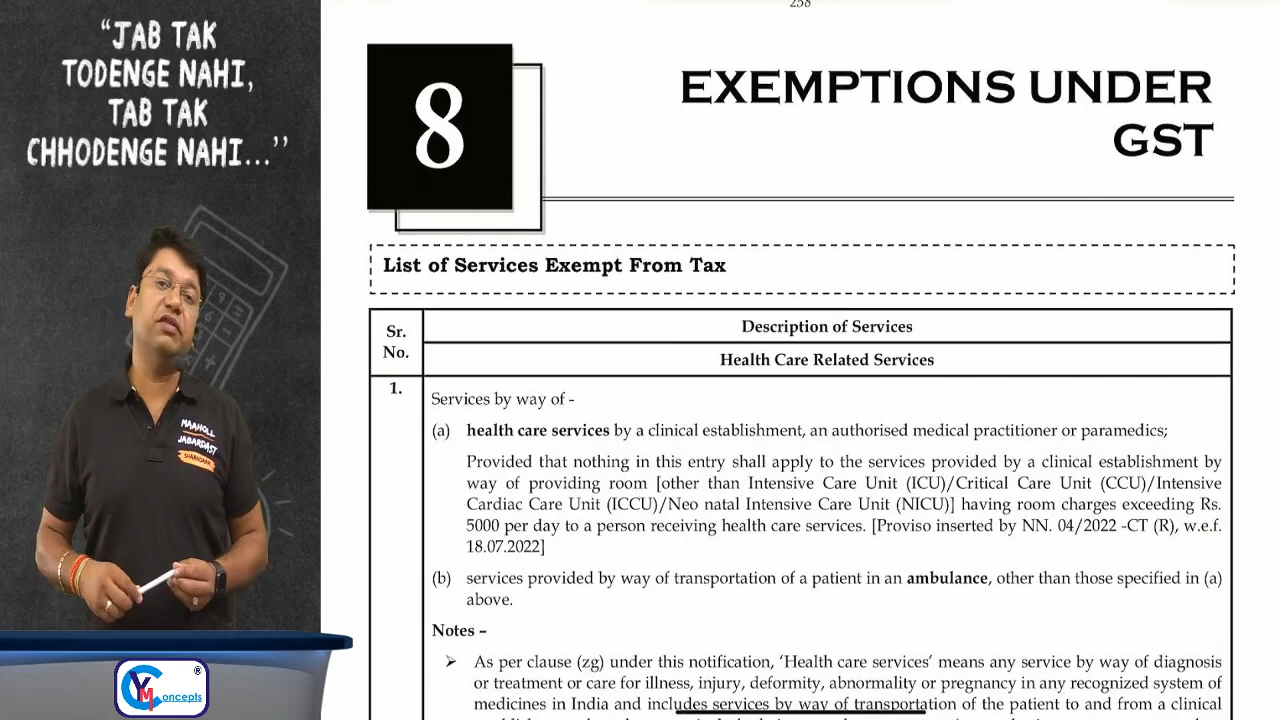 258
“JAB TAK
TODENGE NAHI,
TAB TAK
CHHODENGE NAHI...’’
8
EXEMPTIONS UNDER
GST
List of Services Exempt From Tax
Sr.
No.
Description of Services
Health Care Related Services
1.
Services by way of -
(a) health care services by a clinical establishment, an authorised medical practitioner or paramedics;
Provided that nothing in this entry shall apply to the services provided by a clinical establishment by
way of providing room [other than Intensive Care Unit (ICU)/Critical Care Unit (CCU)/Intensive
Cardiac Care Unit (ICCU)/Neo natal Intensive Care Unit (NICU)] having room charges exceeding Rs.
5000 per day to a person receiving health care services. [Proviso inserted by NN. 04/2022 -CT (R), w.e.f.
18.07.2022]
(b) services provided by way of transportation of a patient in an ambulance, other than those specified in (a)
above.
Notes –
➤ As per clause (zg) under this notification, ‘Health care services’ means any service by way of diagnosis
or treatment or care for illness, injury, deformity, abnormality or pregnancy in any recognized system of
medicines in India and includes services by way of transportation of the patient to and from a clinical
MAAHOLL
JABARDAST
SHAANDAAR
YM Concepts ®